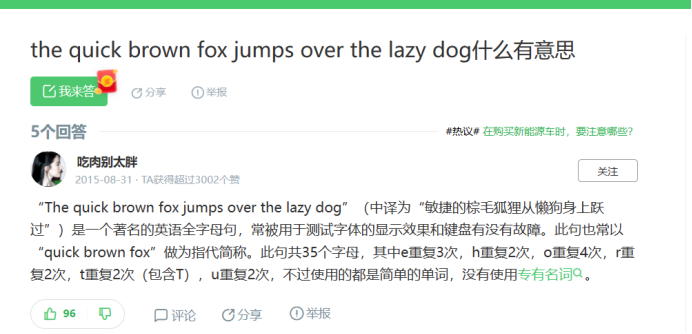 the quick brown fox jumps over the lazy dog什么有意思
我来答 分享 举报
5个回答 #热议# 在购买新能源车时，要注意哪些?
吃肉别太胖
2015-08-31 · TA获得超过3002个赞
关注
“The quick brown fox jumps over the lazy dog”（中译为“敏捷的棕毛狐狸从懒狗身上跃
过”）是一个著名的英语全字母句，常被用于测试字体的显示效果和键盘有没有故障。此句也常以
“quick brown fox”做为指代简称。此句共35个字母，其中e重复3次，h重复2次，o重复4次，r重
复2次，t重复2次（包含T），u重复2次，不过使用的都是简单的单词，没有使用专有名词。
96 评论 分享 举报